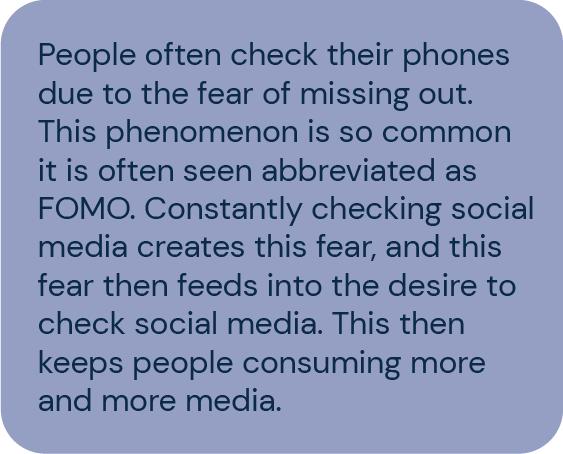 People often check their phones
due to the fear of missing out.
This phenomenon is so common
it is often seen abbreviated as
FOMO. Constantly checking social
media creates this fear, and this
fear then feeds into the desire to
check social media. This then
keeps people consuming more
and more media.